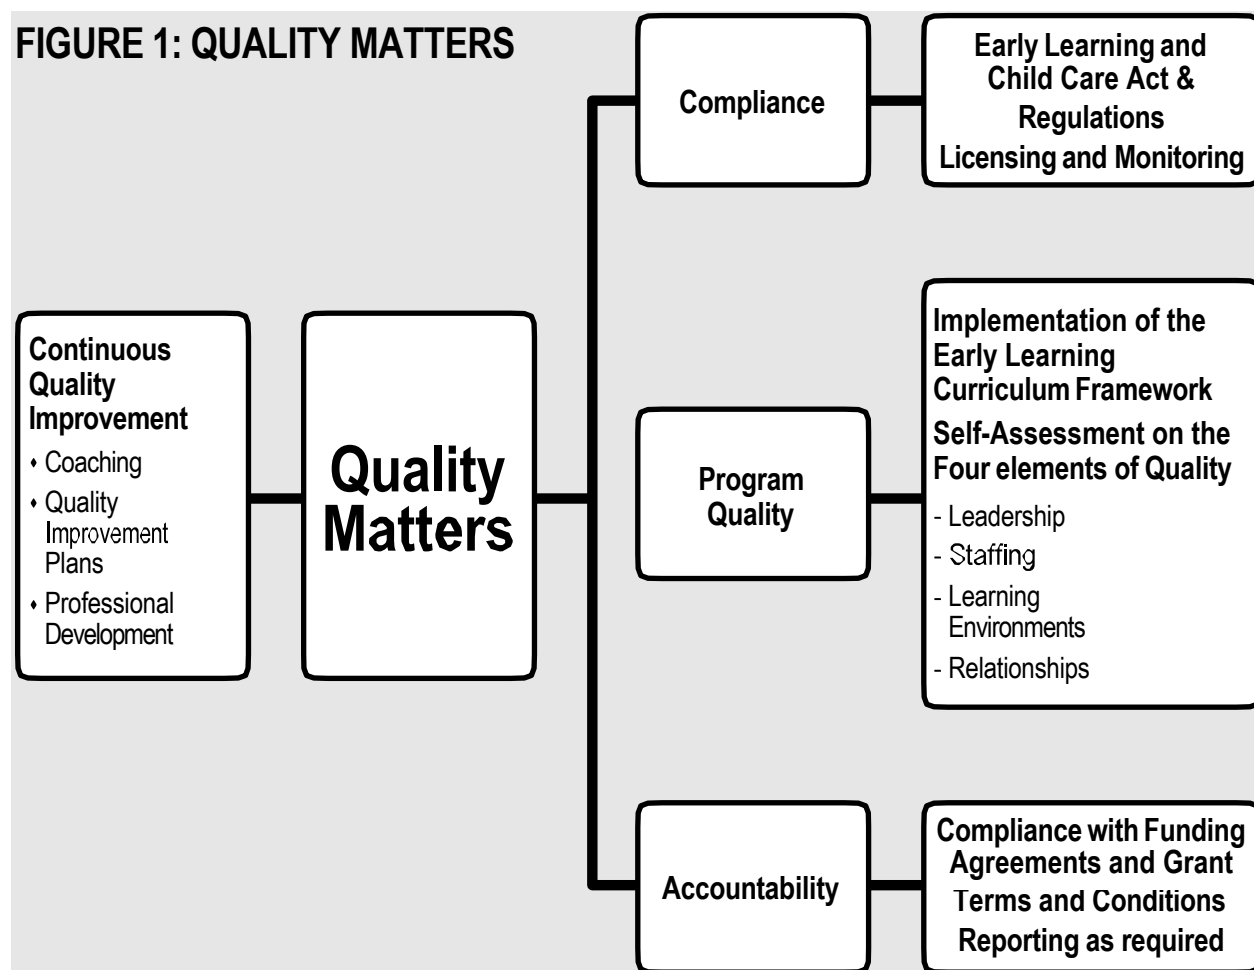 FIGURE 1: QUALITY MATTERS
Compliance
Early Learning and
Child Care Act &
Regulations
Licensing and Monitoring
Continuous
Quality
Improvement
• Coaching
• Quality
Improvement
Plans
• Professional
Development
Quality
Matters
Program
Quality
Implementation of the
Early Learning
Curriculum Framework
Self-Assessment on the
Four elements of Quality
- Leadership
- Staffing
- Learning
Environments
- Relationships
Accountability
Compliance with Funding
Agreements and Grant
Terms and Conditions
Reporting as required